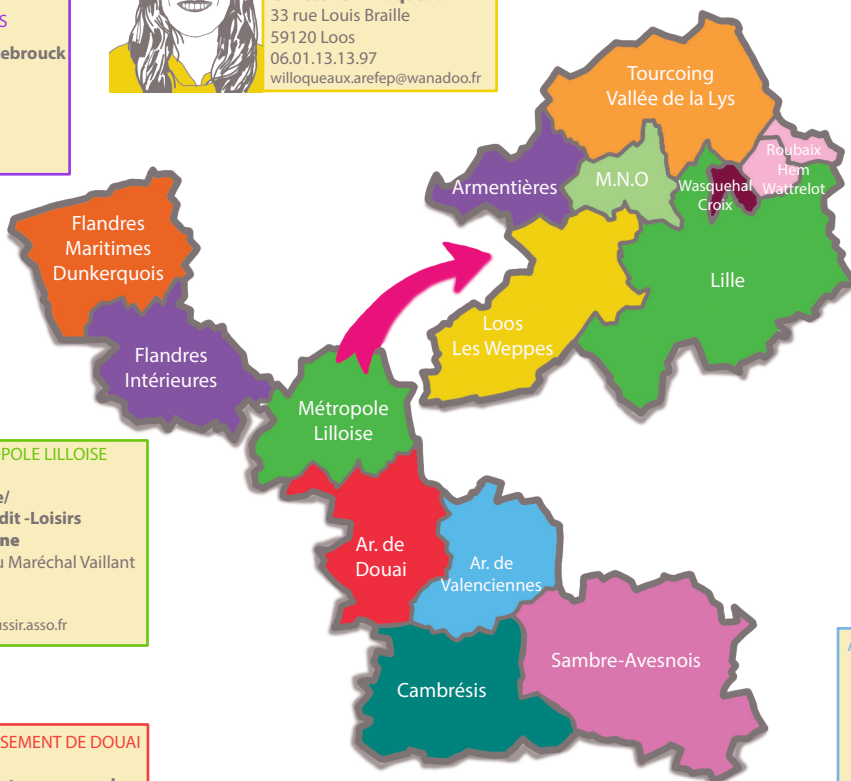 33 rue Louis Braille
59120 Loos
06.01.13.13.97
willoqueaux.arefep@wanadoo.fr
Tourcoing
Vallée de la Lys
Armentières
M.N.O
Wasquehal
Croix
Roubaix
Hem
Wattrelot
Lille
Loos
Les Weppes
Flandres
Maritimes
Dunkerquois
Flandres
Intérieures
Métropole
Lilloise
POLE LILLOISE
dit -Loisirs
u Maréchal Vaillant
ssir.asso.fr
Ar. de
Douai
Ar. de
Valenciennes
Cambrésis
Sambre-Avesnois
SEMENT DE DOUAI